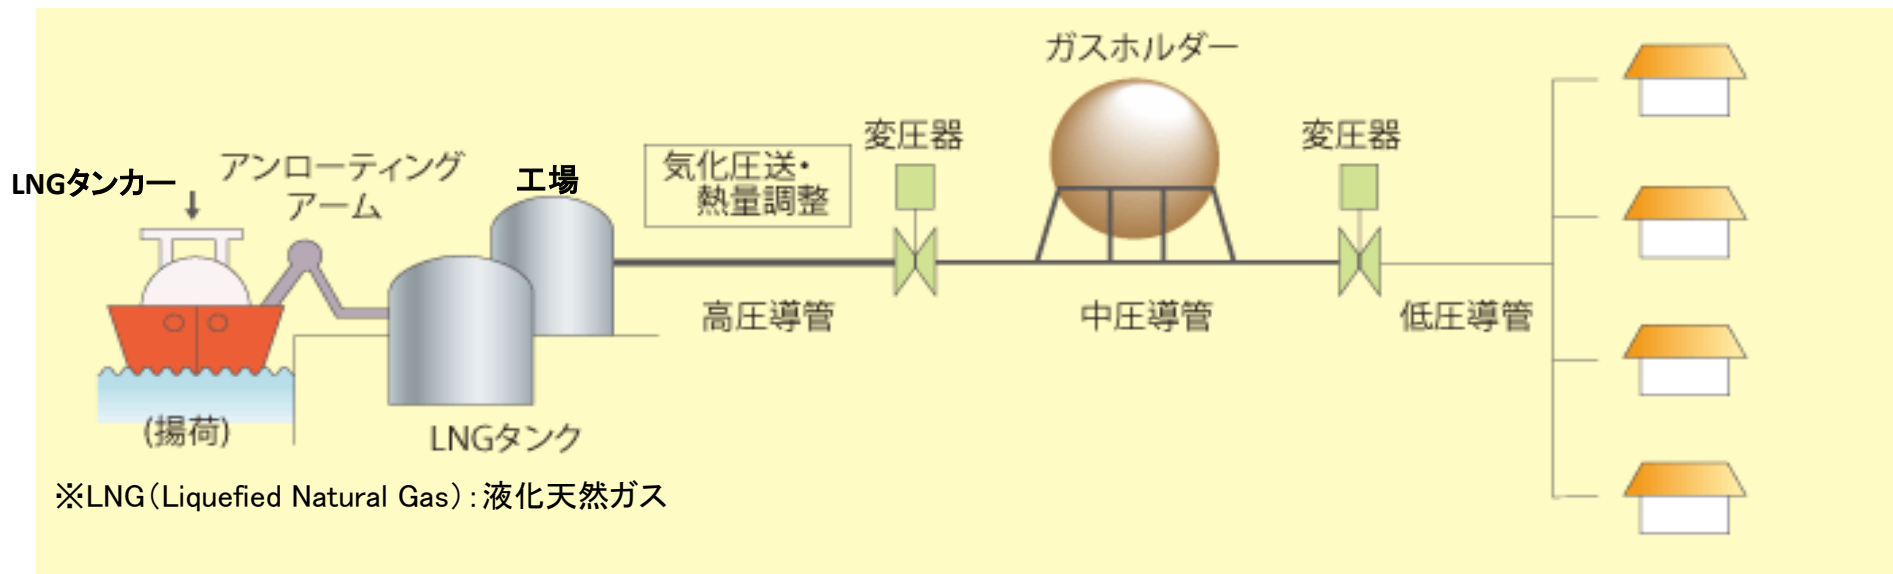 LNGタンカー
アンローティング
アーム
工場
気化圧送・
熱量調整
変圧器
ガスホルダー
変圧器
高圧導管
中圧導管
低圧導管
(揚荷)
LNGタンク
※LNG(Liquefied Natural Gas):液化天然ガス